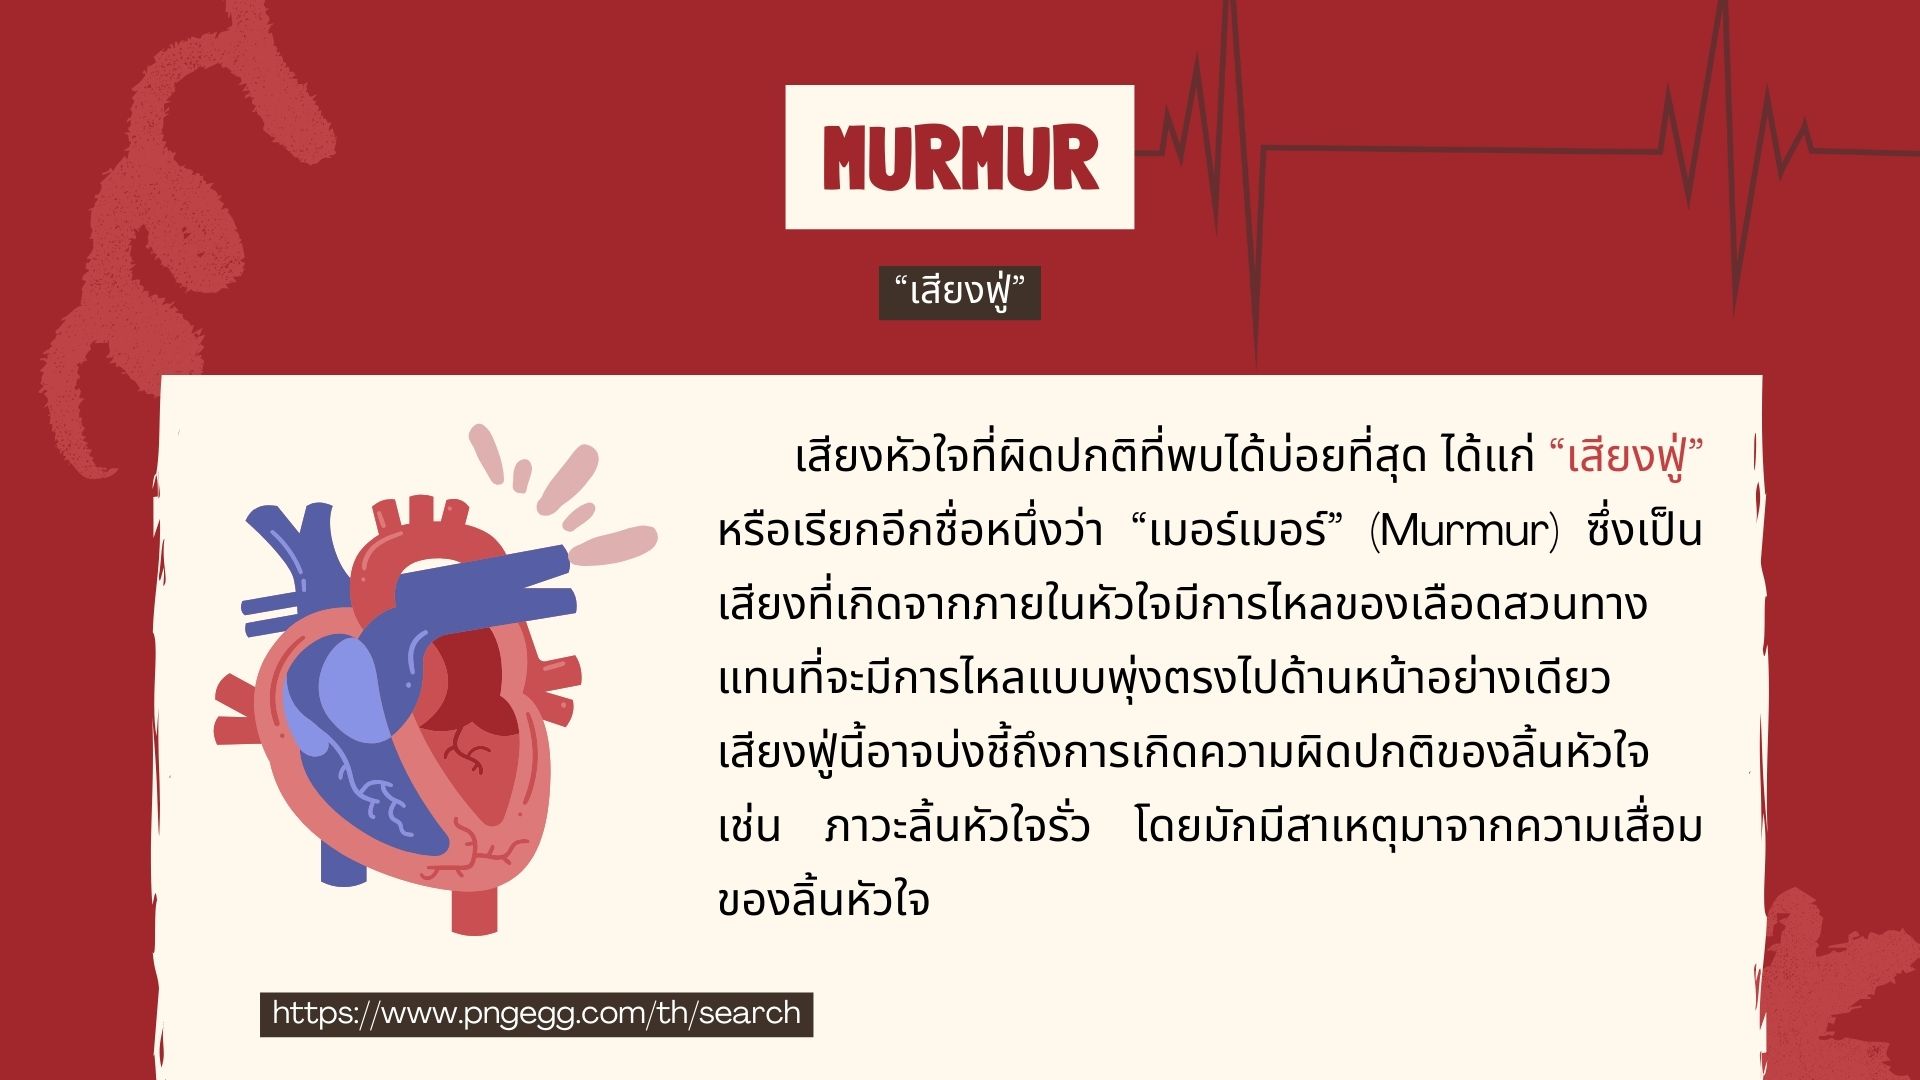 MURMUR
“เสียงฟู่”
เสียงหัวใจที่ผิดปกติที่พบได้บ่อยที่สุด ได้แก่ “เสียงฟู่”
หรือเรียกอีกชื่อหนึ่งว่า “เมอร์เมอร์” (Murmur) ซึ่งเป็น
เสียงที่เกิดจากภายในหัวใจมีการไหลของเลือดสวนทาง
แทนที่จะมีการไหลแบบพุ่งตรงไปด้านหน้าอย่างเดียว
เสียงฟู่นี้อาจบ่งชี้ถึงการเกิดความผิดปกติของลิ้นหัวใจ
เช่น ภาวะลิ้นหัวใจรั่ว โดยมักมีสาเหตุมาจากความเสื่อม
ของลิ้นหัวใจ
https://www.pngegg.com/th/search